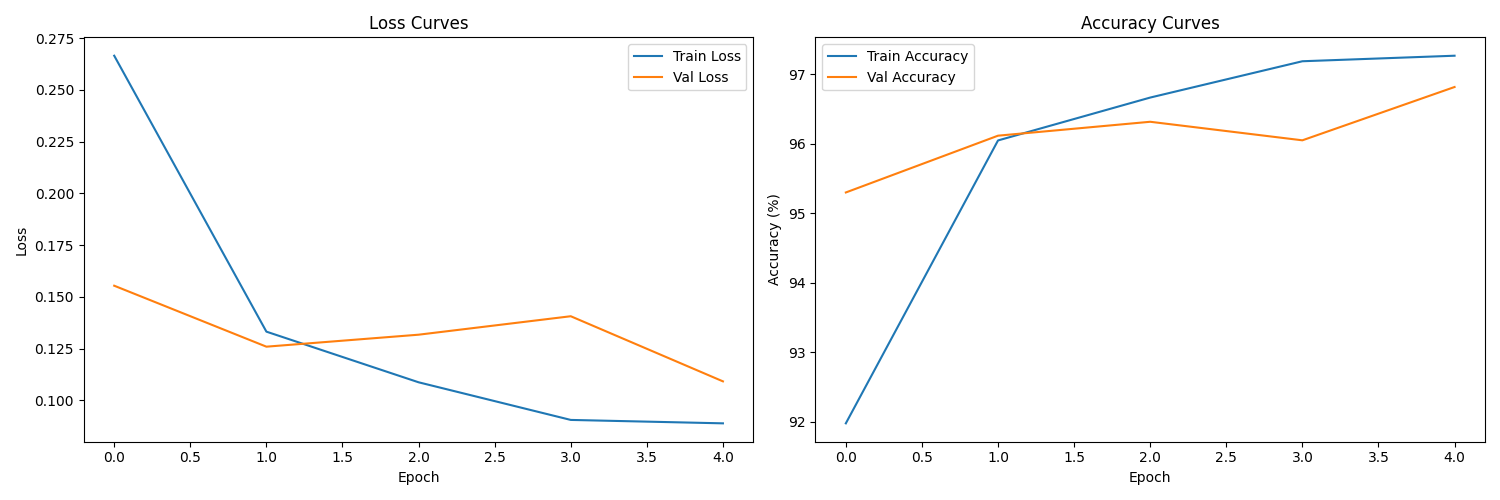 Loss Curves
0.275
0.250
0.225
0.200
0.175
0.150
0.125
0.100
Loss
Train Loss
Val Loss
0.0 0.5 1.0 1.5 2.0 2.5 3.0 3.5 4.0
Epoch
Accuracy Curves
97
96
95
94
93
92
Accuracy (%)
Train Accuracy
Val Accuracy
0.0 0.5 1.0 1.5 2.0 2.5 3.0 3.5 4.0
Epoch